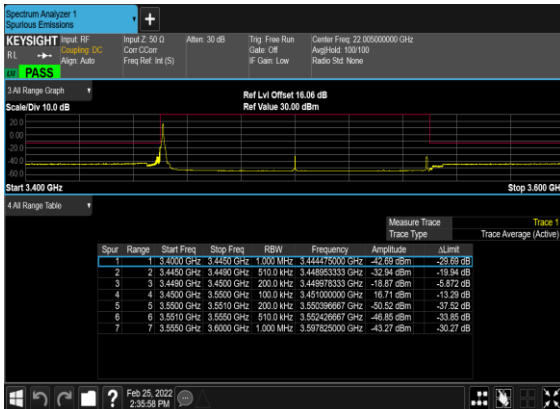 Spectrum Analyzer 1
Spurious Emissions
KEYSIGHT Input: RF Input Z: 50 Ω Atten: 30 dB Trig: Free Run Center Freq: 22.005000000 GHz
RL Coupling: DC Corr CCorr Gate: Off Avg|Hold: 100/100
Align: Auto Freq Ref: Int (S) IF Gain: Low Radio Std: None
LM PASS
3 All Range Graph Ref Lvl Offset 16.06 dB
Scale/Div 10.0 dB Ref Value 30.00 dBm
20.0
0.00
-20.0
-40.0
-60.0
Start 3.400 GHz Stop 3.600 GH
4 All Range Table
Measure Trace Trace 1
Trace Type Trace Average (Active)
Spur Range Start Freq Stop Freq RBW Frequency Amplitude ΔLimit
1 1 3.4000 GHz 3.4450 GHz 1.000 MHz 3.444475000 GHz -42.69 dBm -29.69 dB
2 2 3.4450 GHz 3.4490 GHz 510.0 kHz 3.448953333 GHz -32.94 dBm -19.94 dB
3 3 3.4490 GHz 3.4500 GHz 200.0 kHz 3.449978333 GHz -18.87 dBm -5.872 dB
4 4 3.4500 GHz 3.5500 GHz 100.0 kHz 3.451000000 GHz 16.71 dBm -13.29 dB
5 5 3.5500 GHz 3.5510 GHz 200.0 kHz 3.550396667 GHz -50.52 dBm -37.52 dB
6 6 3.5510 GHz 3.5550 GHz 510.0 kHz 3.552426667 GHz -46.85 dBm -33.85 dB
7 7 3.5550 GHz 3.6000 GHz 1.000 MHz 3.597825000 GHz -43.27 dBm -30.27 dB
Feb 25, 2022
2:35:58 PM